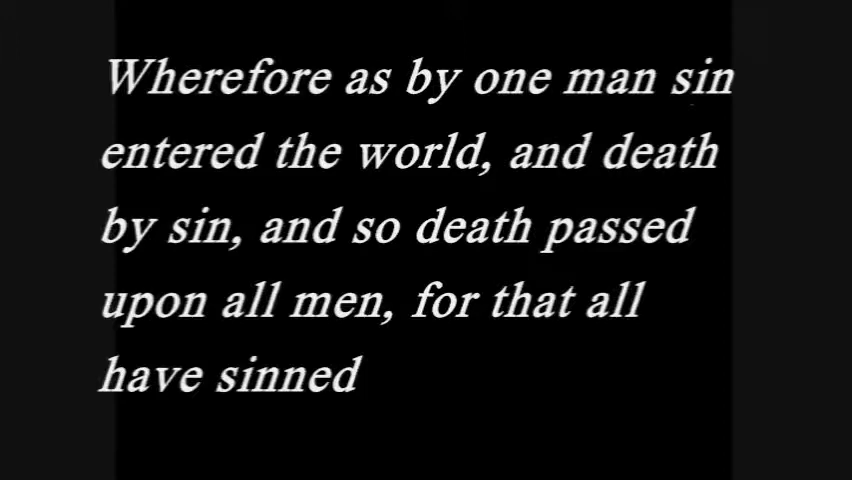 Wherefore as by one man sin
entered the world, and death
by sin, and so death passed
upon all men, for that all
have sinned